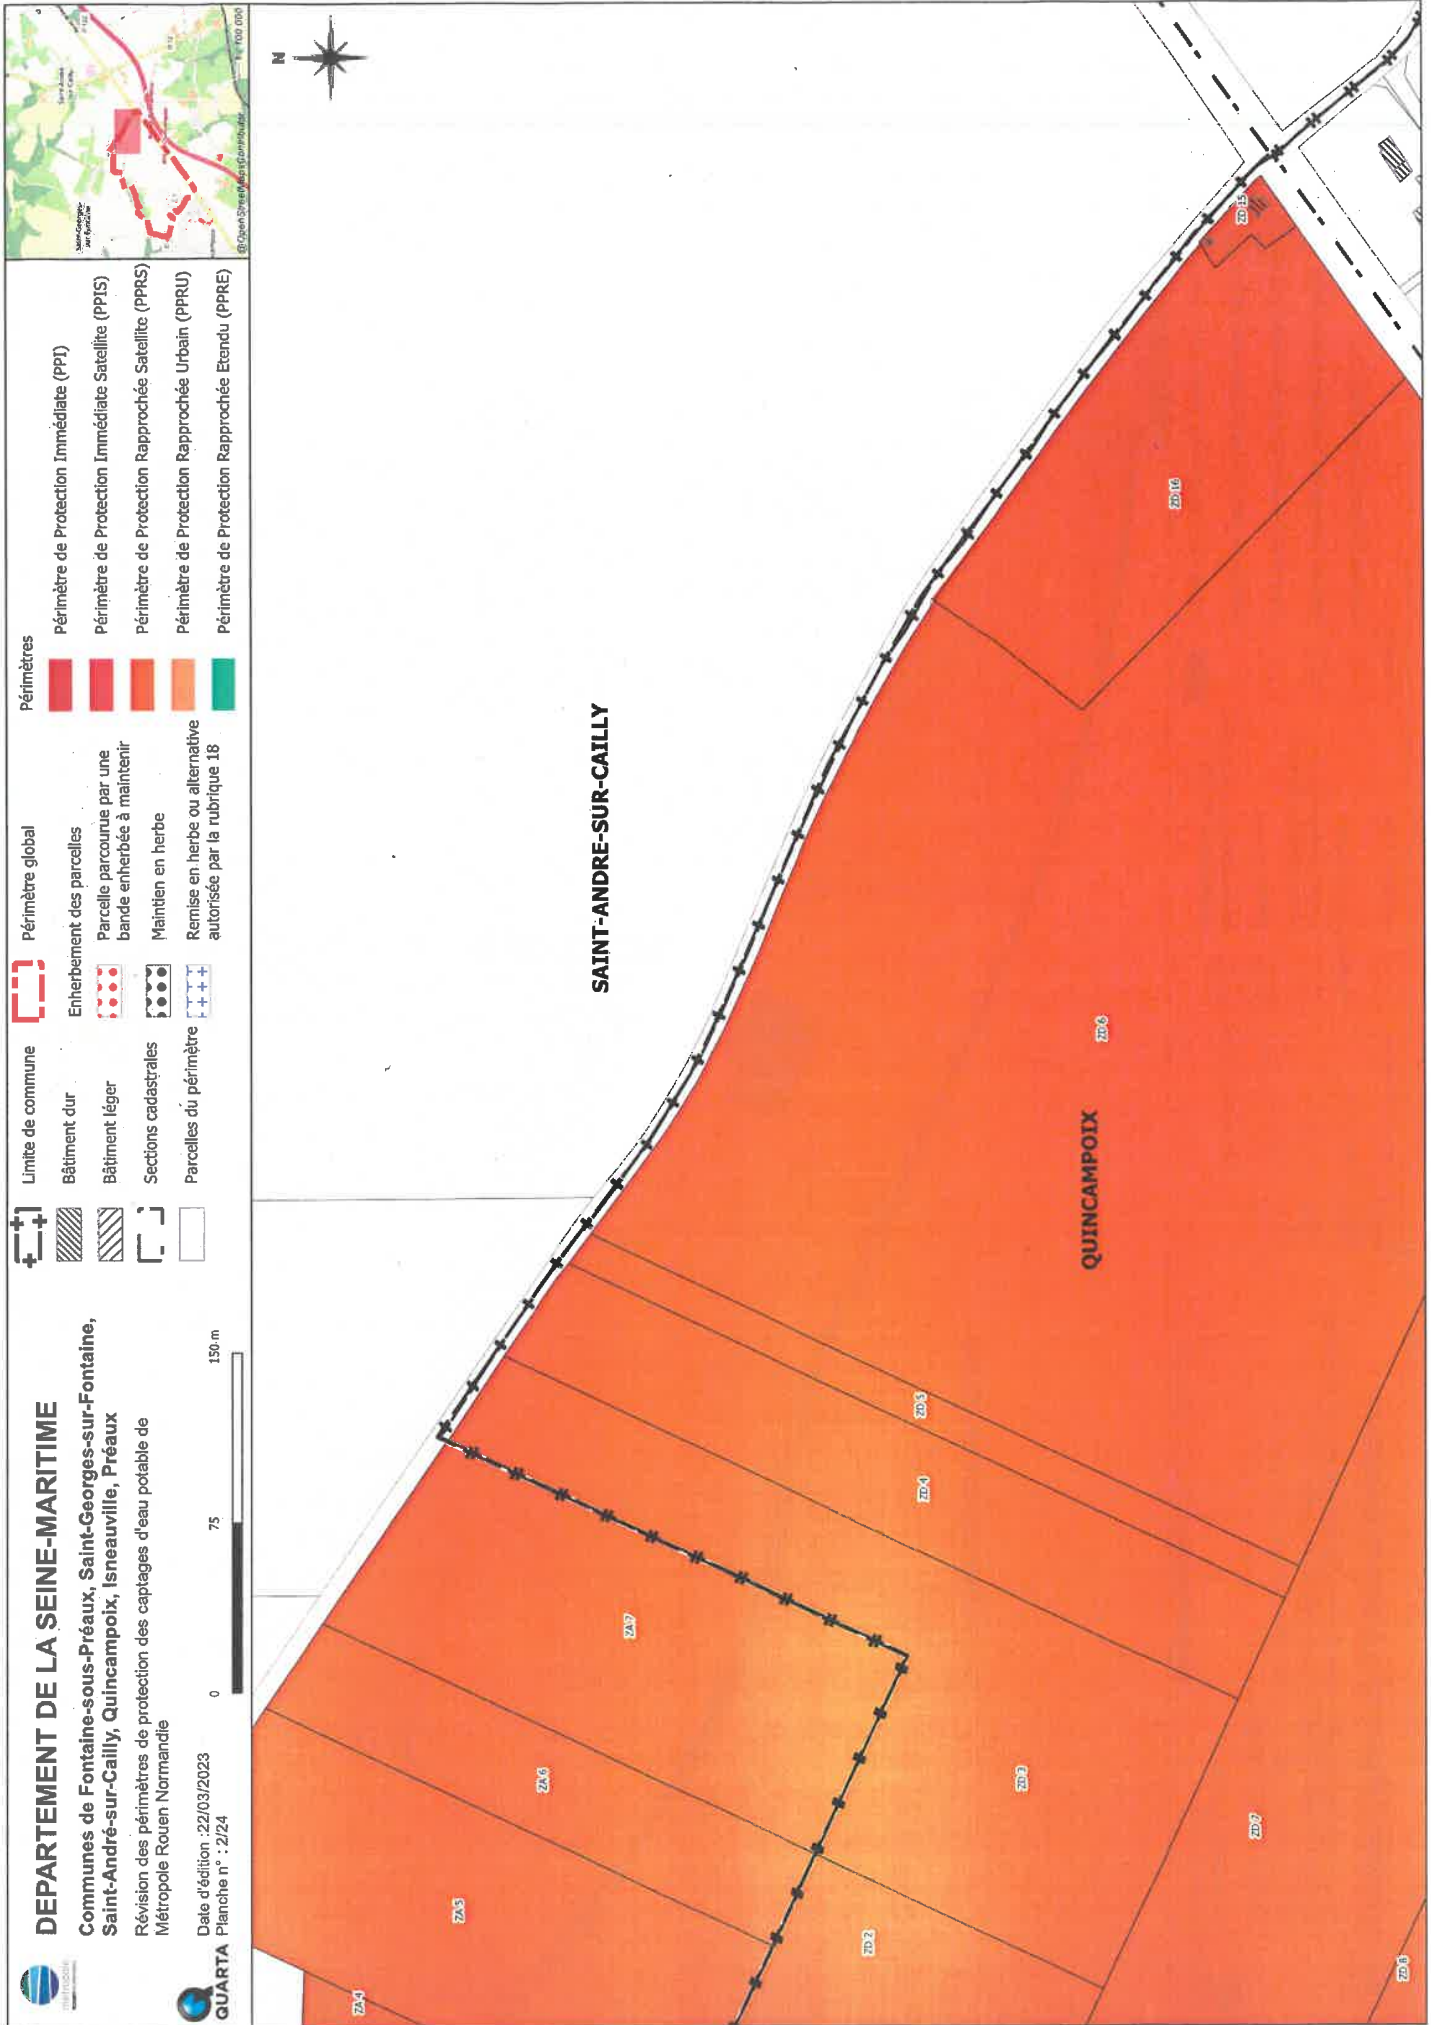 DEPARTEMENT DE LA SEINE-MARITIME
Communes de Fontaine-sous-Préaux, Saint-Georges-sur-Fontaine,
Saint-André-sur-Cailly, Quincampoix, Isneauville, Préaux
Révision des périmètres de protection des captages d'eau potable de
Métropole Rouen Normandie
Date d'édition :22/03/2023
Planche n° : 2/24
métropole
QUARTA
0
75
150 m
Limite de commune
Bâtiment dur
Bâtiment léger
Sections cadastrales
Parcelles du périmètre
Périmètre global
Enherbement des parcelles
Parcelle parcourue par une
bande enherbée à maintenir
Maintien en herbe
Remise en herbe ou alternative
autorisée par la rubrique 18
Périmètres
Périmètre de Protection Immédiate (PPI)
Périmètre de Protection Immédiate Satellite (PPIS)
Périmètre de Protection Rapprochée Satellite (PPRS)
Périmètre de Protection Rapprochée Urbain (PPRU)
Périmètre de Protection Rapprochée Etendu (PPRE)
Saint-Georges-
sur-Fontaine
@OpenStreetMapsContributor
N
SAINT-ANDRE-SUR-CAILLY
QUINCAMPOIX
ZA 4
ZA 5
ZA 6
ZA 7
ZD 2
ZD 3
ZD 4
ZD 5
ZD 6
ZD 7
ZD 8
ZD 15
ZD 16